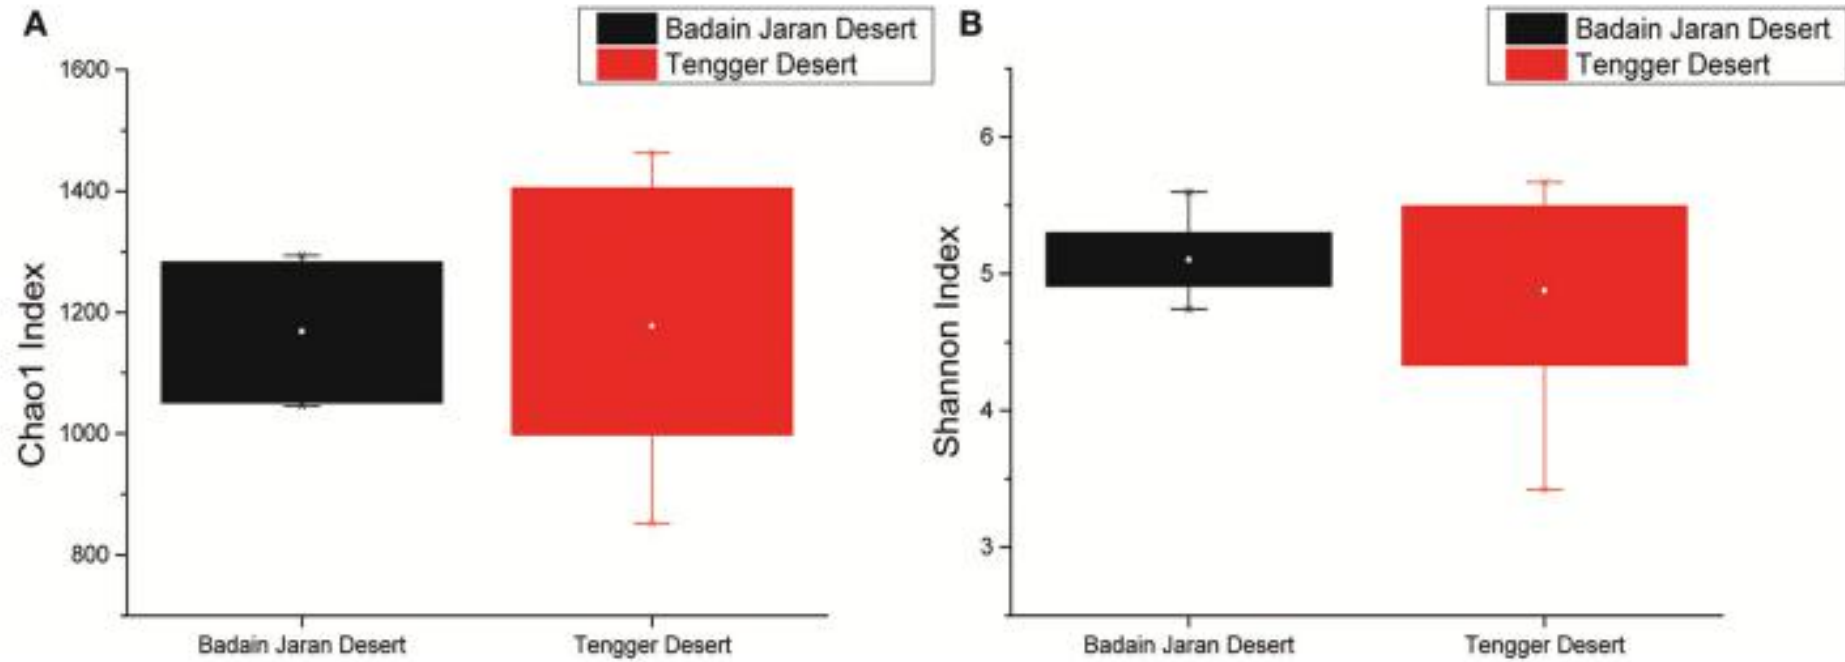 A
Badain Jaran Desert
Tengger Desert
1600
1400
1200
1000
800
Chao1 Index
Badain Jaran Desert
Tengger Desert
B
Badain Jaran Desert
Tengger Desert
6
5
4
3
Shannon Index
Badain Jaran Desert
Tengger Desert